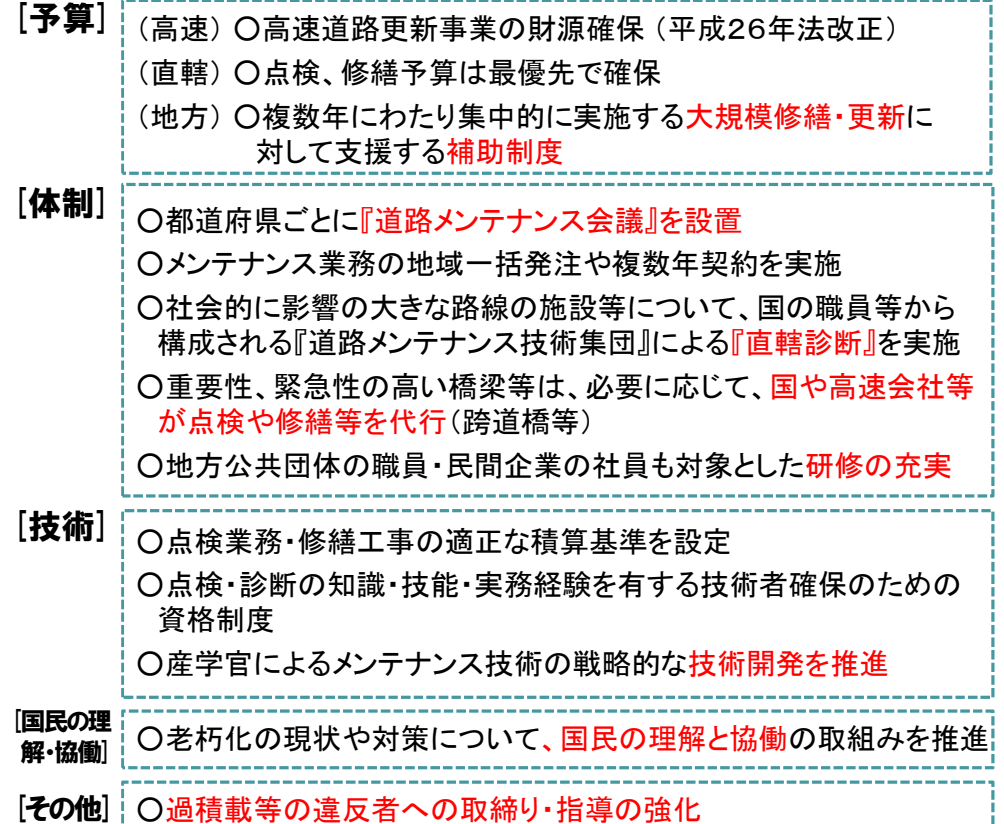 [予算]
（高速）〇高速道路更新事業の財源確保（平成２６年法改正）
（直轄）〇点検、修繕予算は最優先で確保
（地方）〇複数年にわたり集中的に実施する大規模修繕・更新に
対して支援する補助制度
[体制]
〇都道府県ごとに『道路メンテナンス会議』を設置
〇メンテナンス業務の地域一括発注や複数年契約を実施
〇社会的に影響の大きな路線の施設等について、国の職員等から
構成される『道路メンテナンス技術集団』による『直轄診断』を実施
〇重要性、緊急性の高い橋梁等は、必要に応じて、国や高速会社等
が点検や修繕等を代行（跨道橋等）
〇地方公共団体の職員・民間企業の社員も対象とした研修の充実
[技術]
〇点検業務・修繕工事の適正な積算基準を設定
〇点検・診断の知識・技能・実務経験を有する技術者確保のための
資格制度
〇産学官によるメンテナンス技術の戦略的な技術開発を推進
[国民の理
解・協働]
〇老朽化の現状や対策について、国民の理解と協働の取組みを推進
[その他]
〇過積載等の違反者への取締り・指導の強化